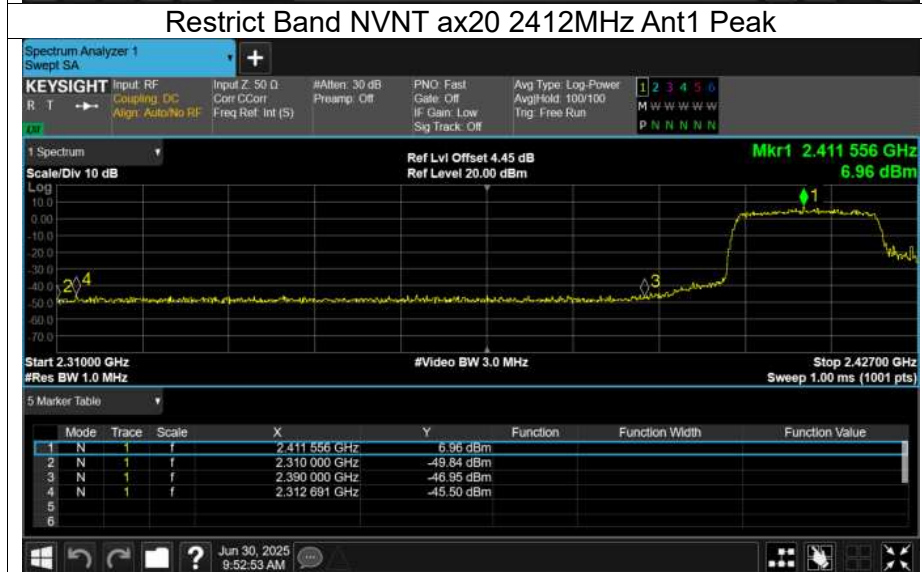 Restrict Band NVNT ax20 2412MHz Ant1 Peak
Spectrum Analyzer 1
Swept SA
+
KEYSIGHT Input: RF Input Z: 50 Ω #Atten: 30 dB PNO: Fast Avg Type: Log-Power 1 2 3 4 5 6
R T Coupling: DC Corr CCorr Preamp: Off Gate: Off Avg|Hold: 100/100 M W W W W W
Align: Auto/No RF Freq Ref: Int (S) IF Gain: Low Trig: Free Run
Sig Track: Off P N N N N N
1 Spectrum Ref Lvl Offset 4.45 dB Mkr1 2.411 556 GHz
Scale/Div 10 dB Ref Level 20.00 dBm 6.96 dBm
Log
10.0 1
0.00
-10.0
-20.0
-30.0
-40.0 2 4 3
-50.0
-60.0
-70.0
Start 2.31000 GHz #Video BW 3.0 MHz Stop 2.42700 GHz
#Res BW 1.0 MHz Sweep 1.00 ms (1001 pts)
5 Marker Table
Mode Trace Scale X Y Function Function Width Function Value
1 N 1 f 2.411 556 GHz 6.96 dBm
2 N 1 f 2.310 000 GHz -49.84 dBm
3 N 1 f 2.390 000 GHz -46.95 dBm
4 N 1 f 2.312 691 GHz -45.50 dBm
5
6
? Jun 30, 2025
9:52:53 AM